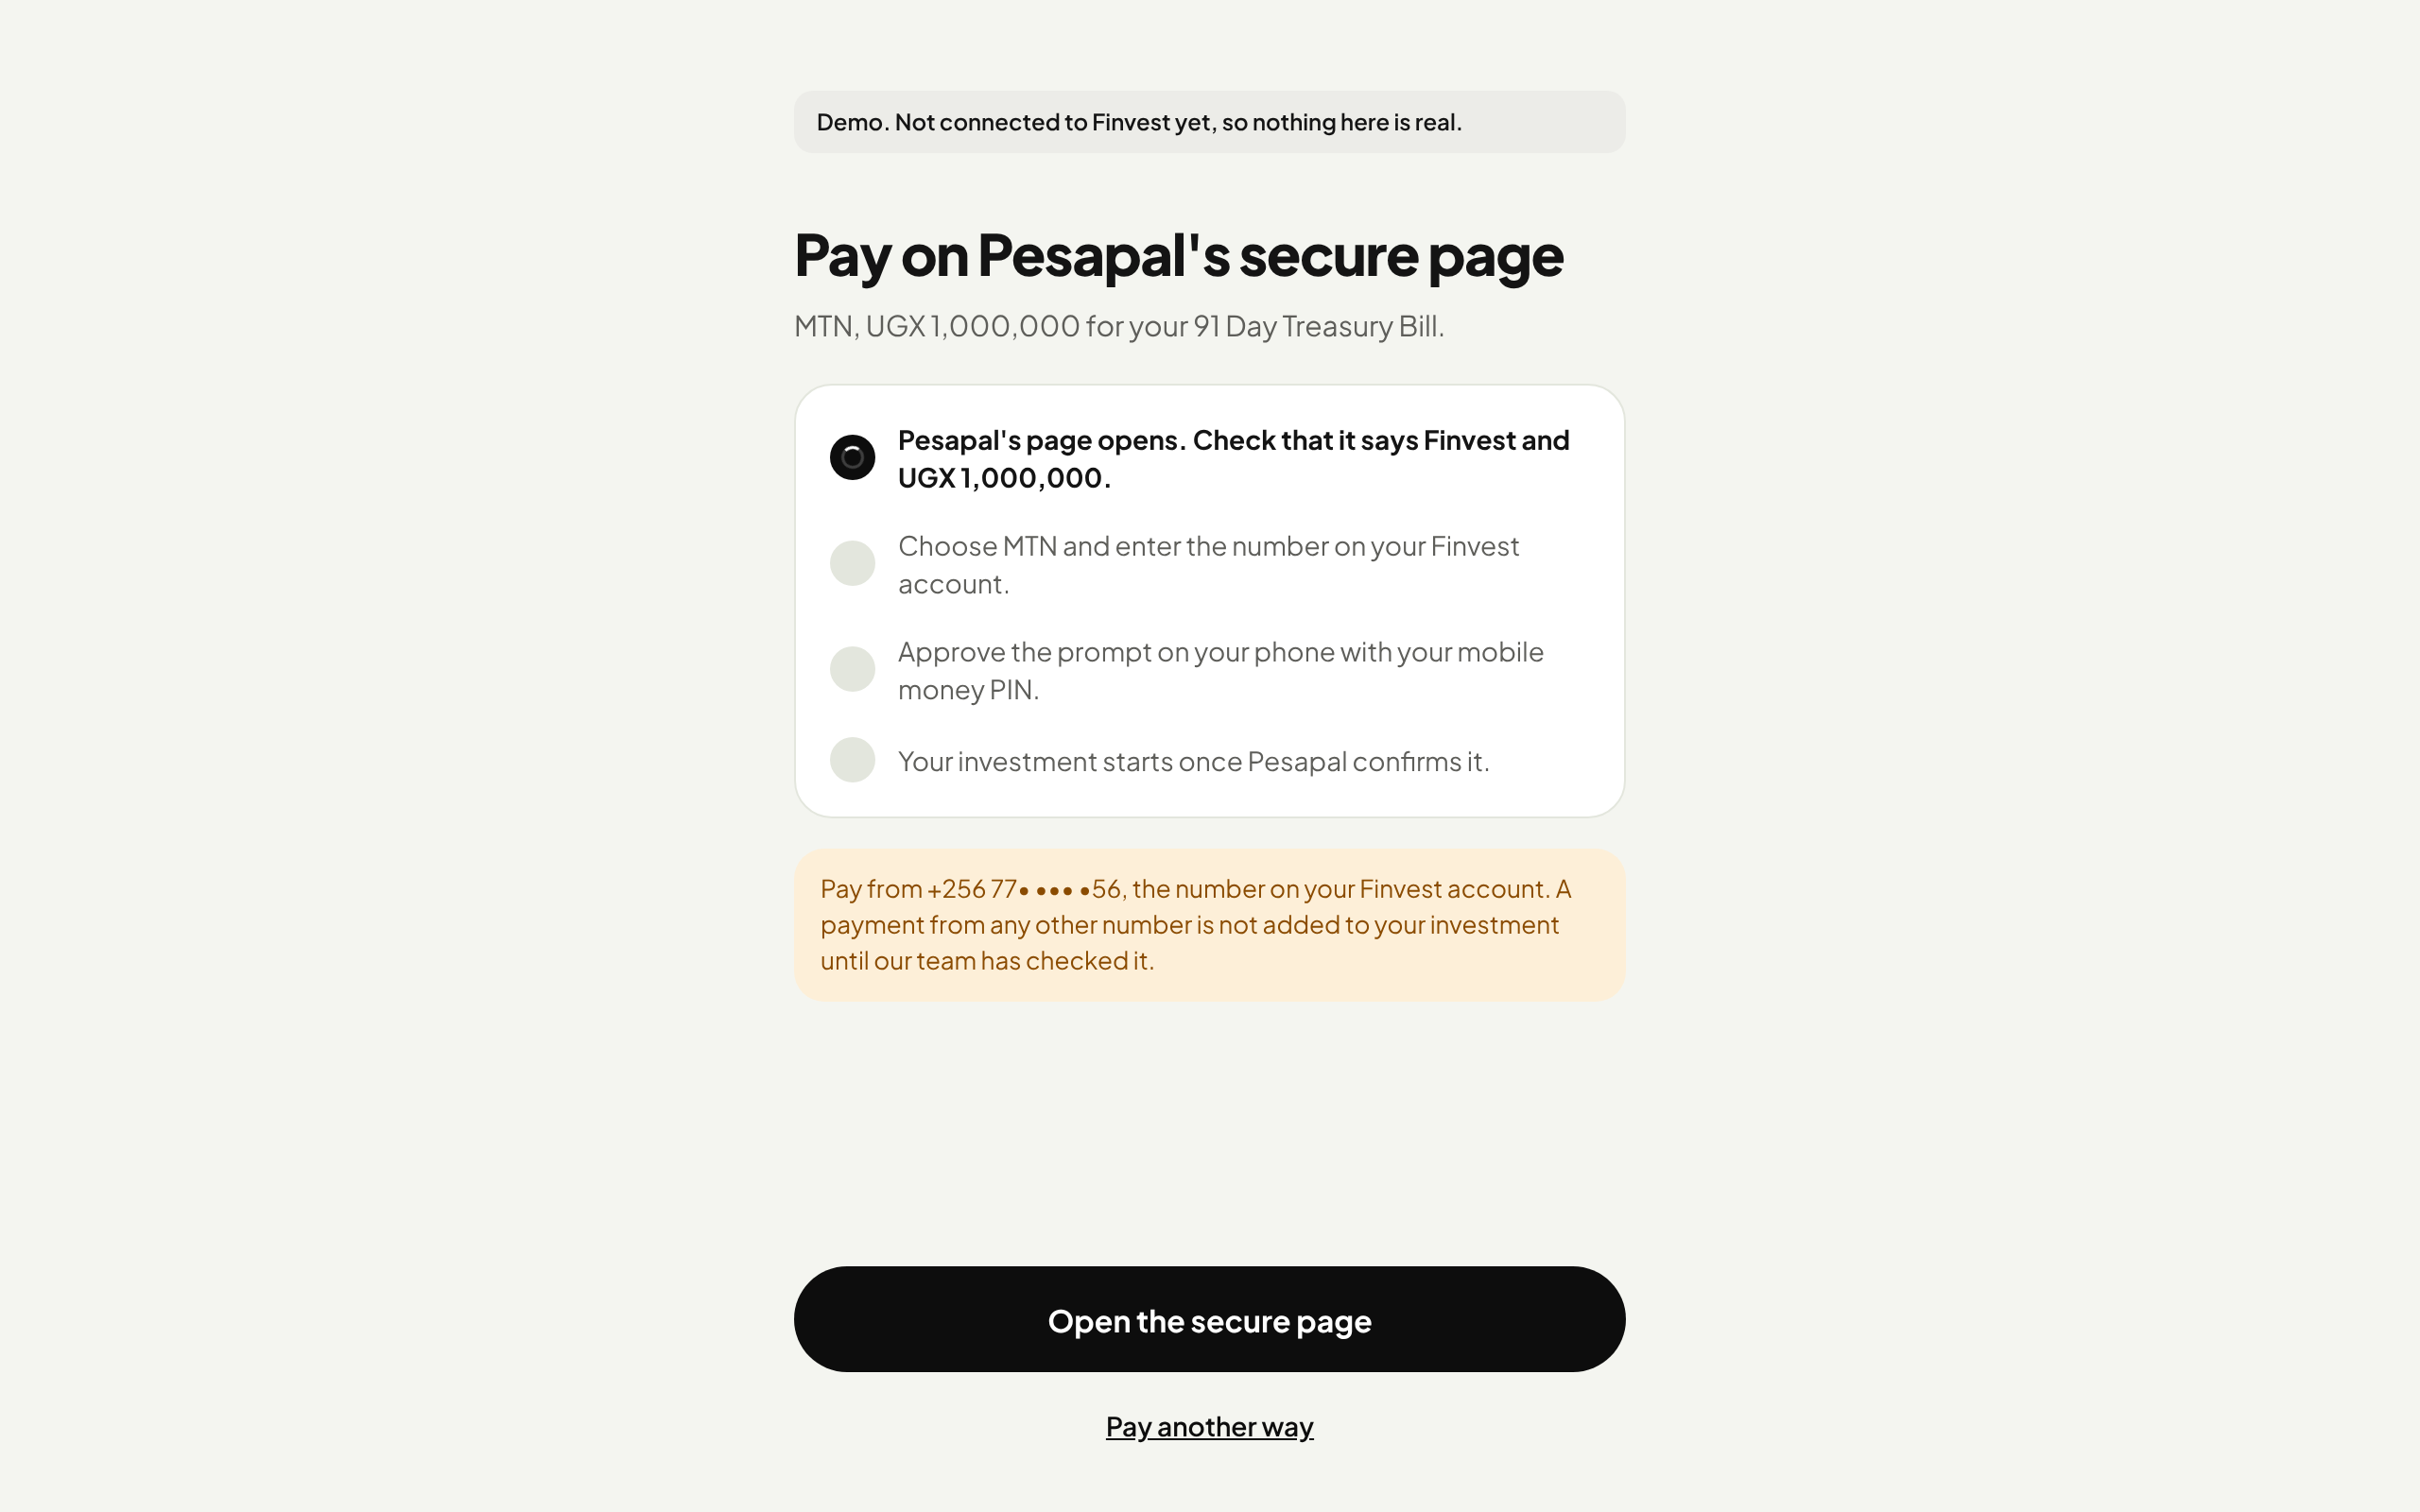 Demo. Not connected to Finvest yet, so nothing here is real.
Pay on Pesapal's secure page
MTN, UGX 1,000,000 for your 91 Day Treasury Bill.
Pesapal's page opens. Check that it says Finvest and
UGX 1,000,000.
Choose MTN and enter the number on your Finvest
account.
Approve the prompt on your phone with your mobile
money PIN.
Your investment starts once Pesapal confirms it.
Pay from +256 77• •••• •56, the number on your Finvest account. A
payment from any other number is not added to your investment
until our team has checked it.
Open the secure page
Pay another way